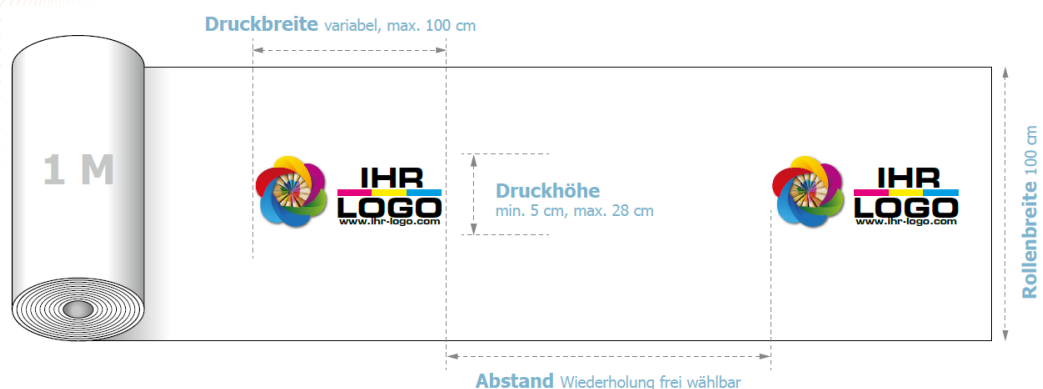 Druckbreite variabel, max. 100 cm
1 M
IHR
LOGO
www.ihr-logo.com
Druckhöhe
min. 5 cm, max. 28 cm
IHR
LOGO
www.ihr-logo.com
Rollenbreite 100 cm
Abstand Wiederholung frei wählbar